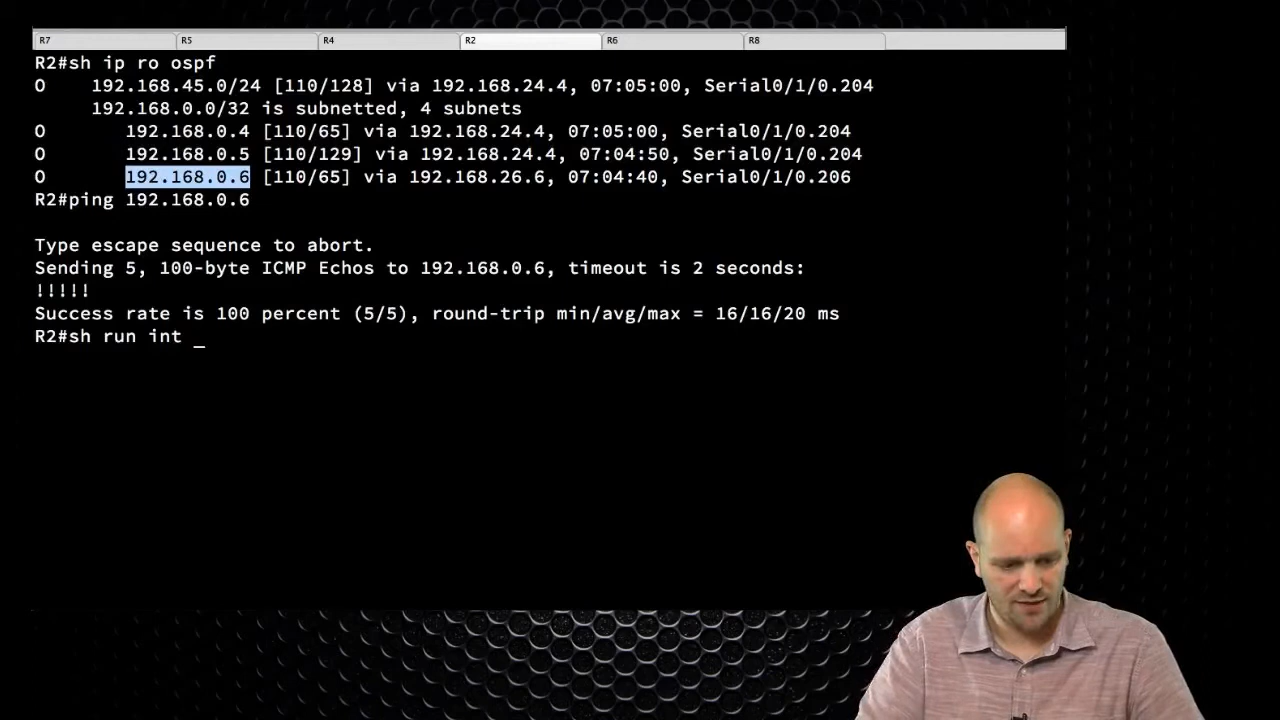 R7 R5 R4 R2 R6 R8
R2#sh ip ro ospf
O 192.168.45.0/24 [110/128] via 192.168.24.4, 07:05:00, Serial0/1/0.204
192.168.0.0/32 is subnetted, 4 subnets
O 192.168.0.4 [110/65] via 192.168.24.4, 07:05:00, Serial0/1/0.204
O 192.168.0.5 [110/129] via 192.168.24.4, 07:04:50, Serial0/1/0.204
O 192.168.0.6 [110/65] via 192.168.26.6, 07:04:40, Serial0/1/0.206
R2#ping 192.168.0.6
Type escape sequence to abort.
Sending 5, 100-byte ICMP Echos to 192.168.0.6, timeout is 2 seconds:
!!!!!
Success rate is 100 percent (5/5), round-trip min/avg/max = 16/16/20 ms
R2#sh run int _